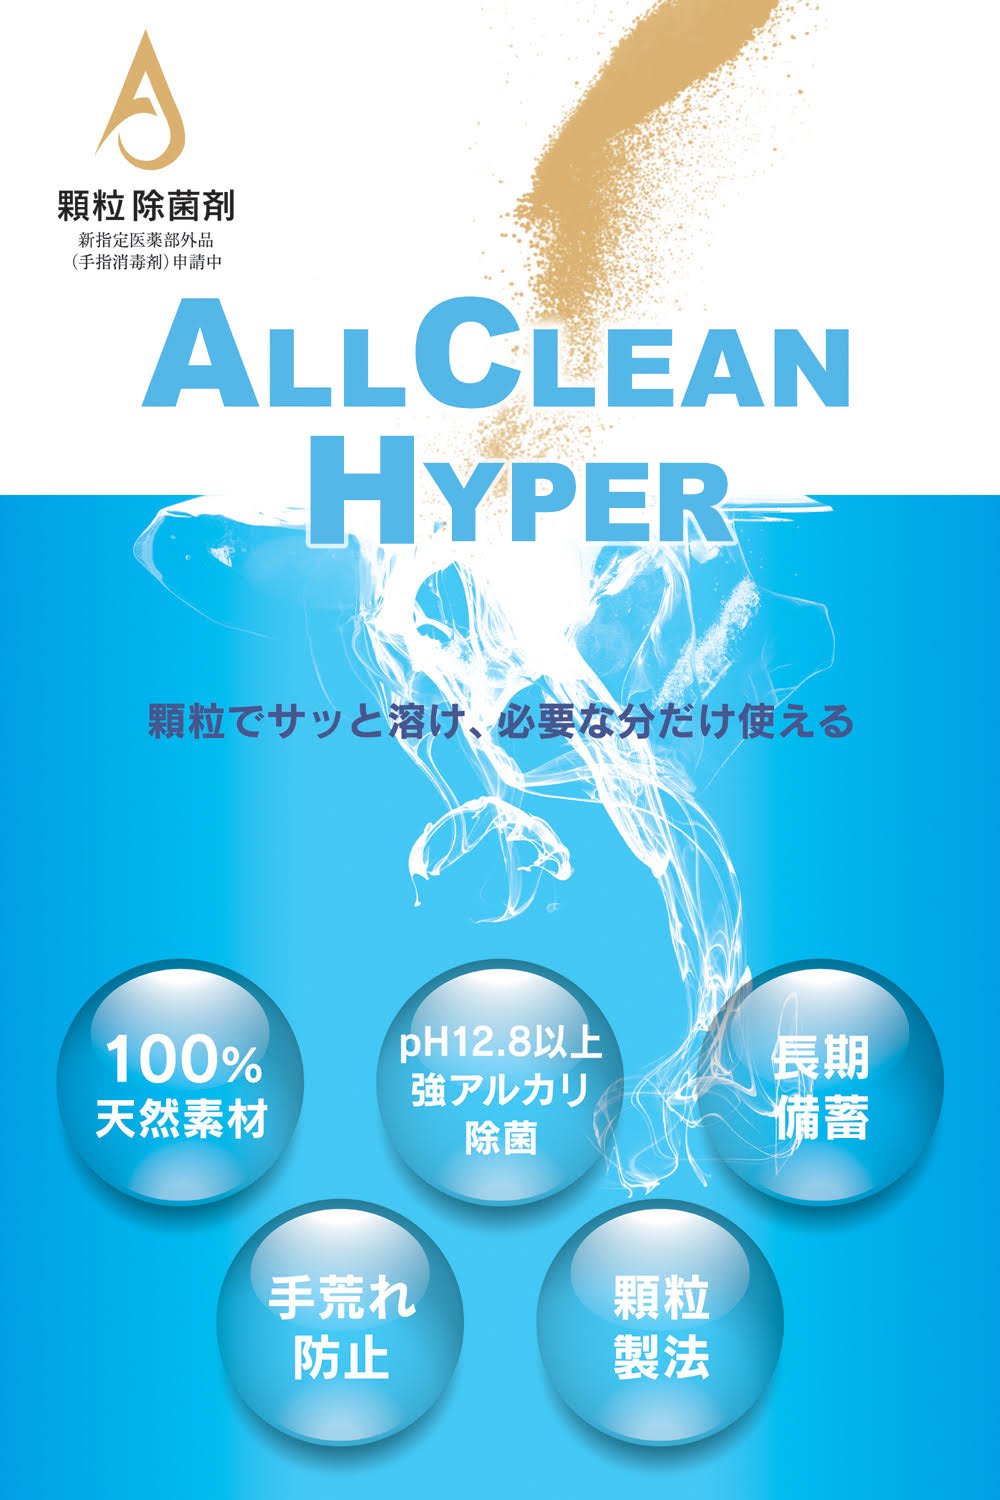 顆粒 除菌剤
新指定医薬部外品
（手指消毒剤）申請中
ALLCLEAN
HYPER
顆粒でサッと溶け、必要な分だけ使える
100%
天然素材
pH12.8以上
強アルカリ
除菌
長期
備蓄
手荒れ
防止
顆粒
製法